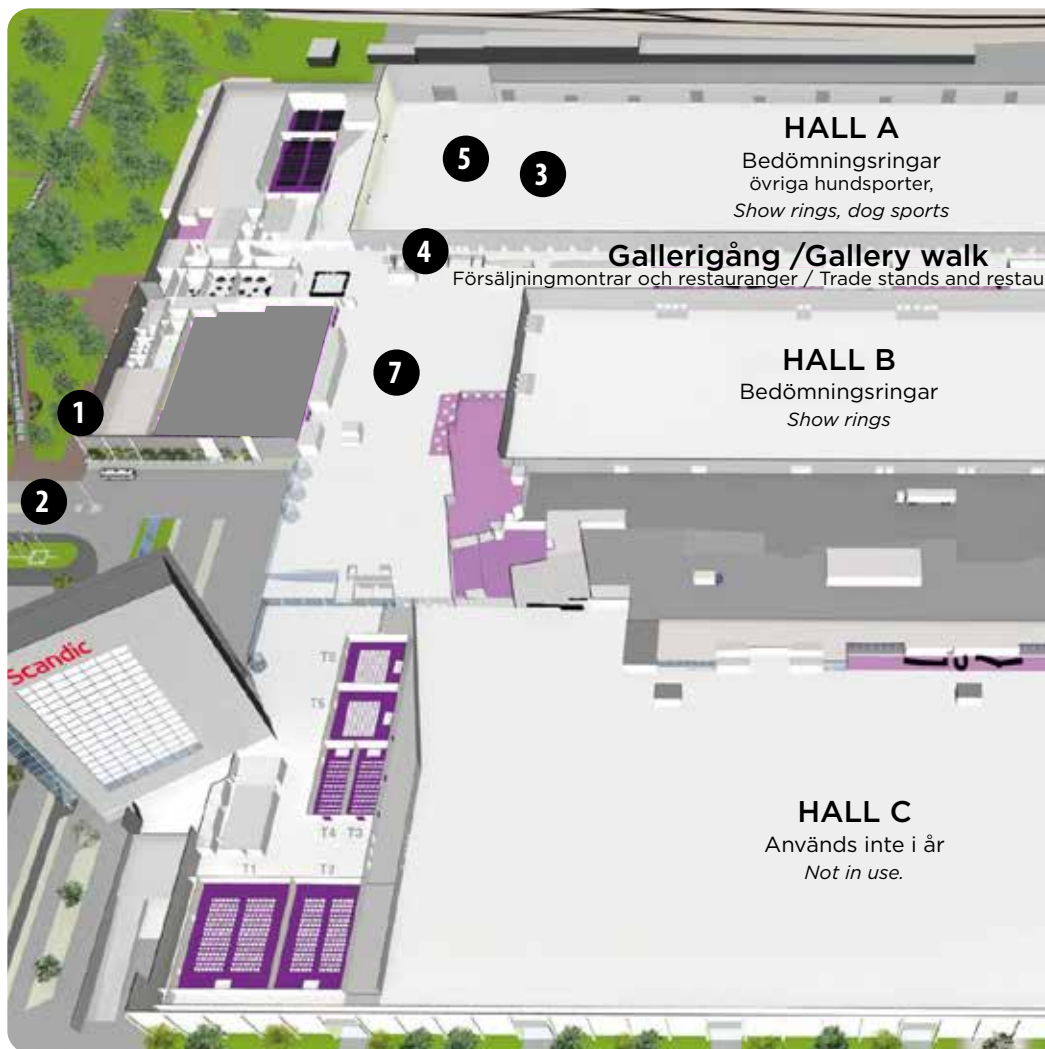 5
3
HALL A
Bedömningsringar
övriga hundsporter,
Show rings, dog sports
4
Gallerigång /Gallery walk
Försäljningmontrar och restauranger / Trade stands and restau
7
HALL B
Bedömningsringar
Show rings
1
2
Scandic
T8
T6
T4 T3
T1
T2
HALL C
Används inte i år
Not in use.